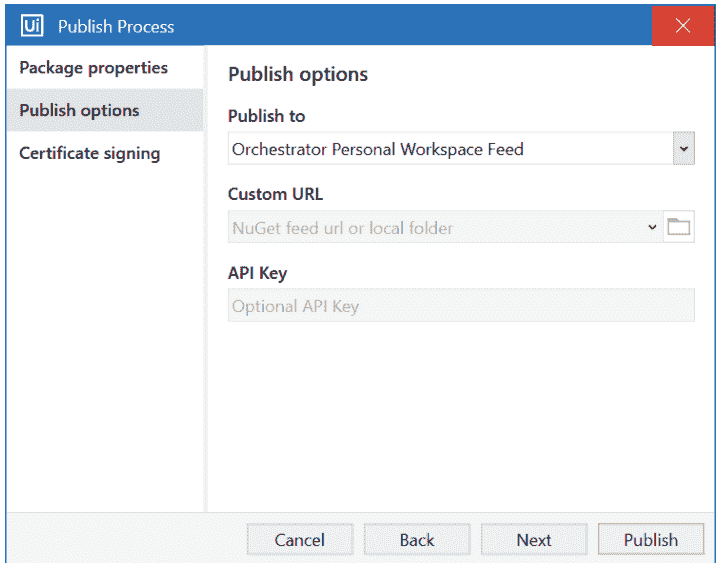 Ui Publish Process
Package properties
Publish options
Certificate signing
Publish options
Publish to
Orchestrator Personal Workspace Feed
Custom URL
NuGet feed url or local folder
API Key
Optional API Key
Cancel Back Next Publish